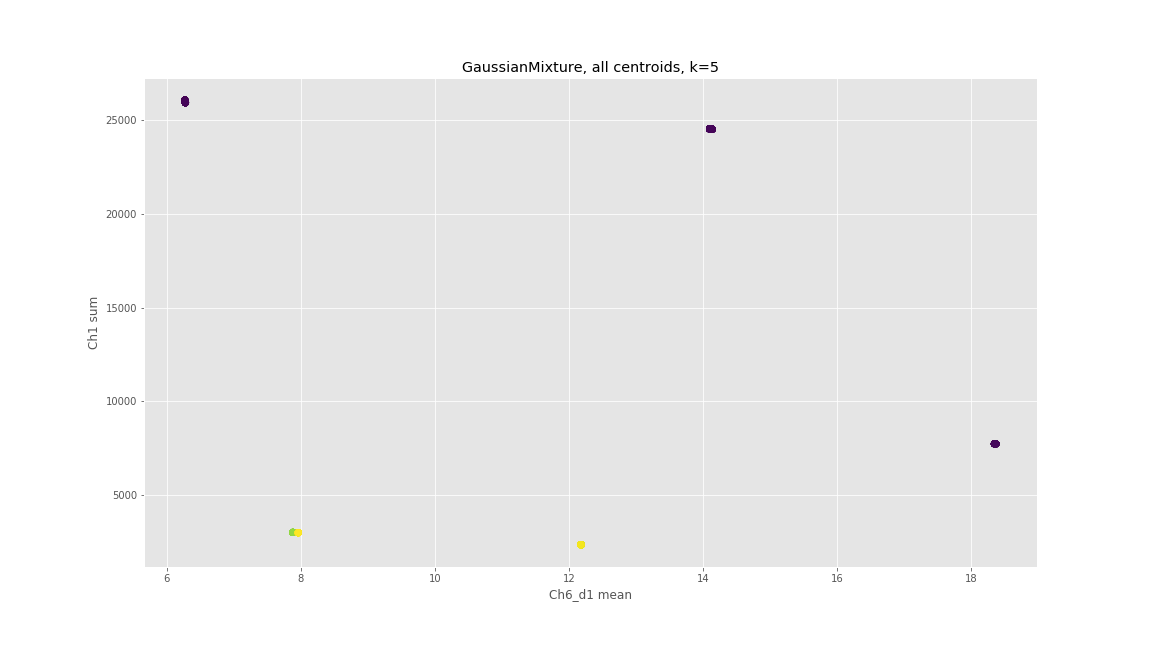 GaussianMixture, all centroids, k=5
25000
20000
15000
10000
5000
Ch1 sum
6 8 10 12 14 16 18
Ch6_d1 mean